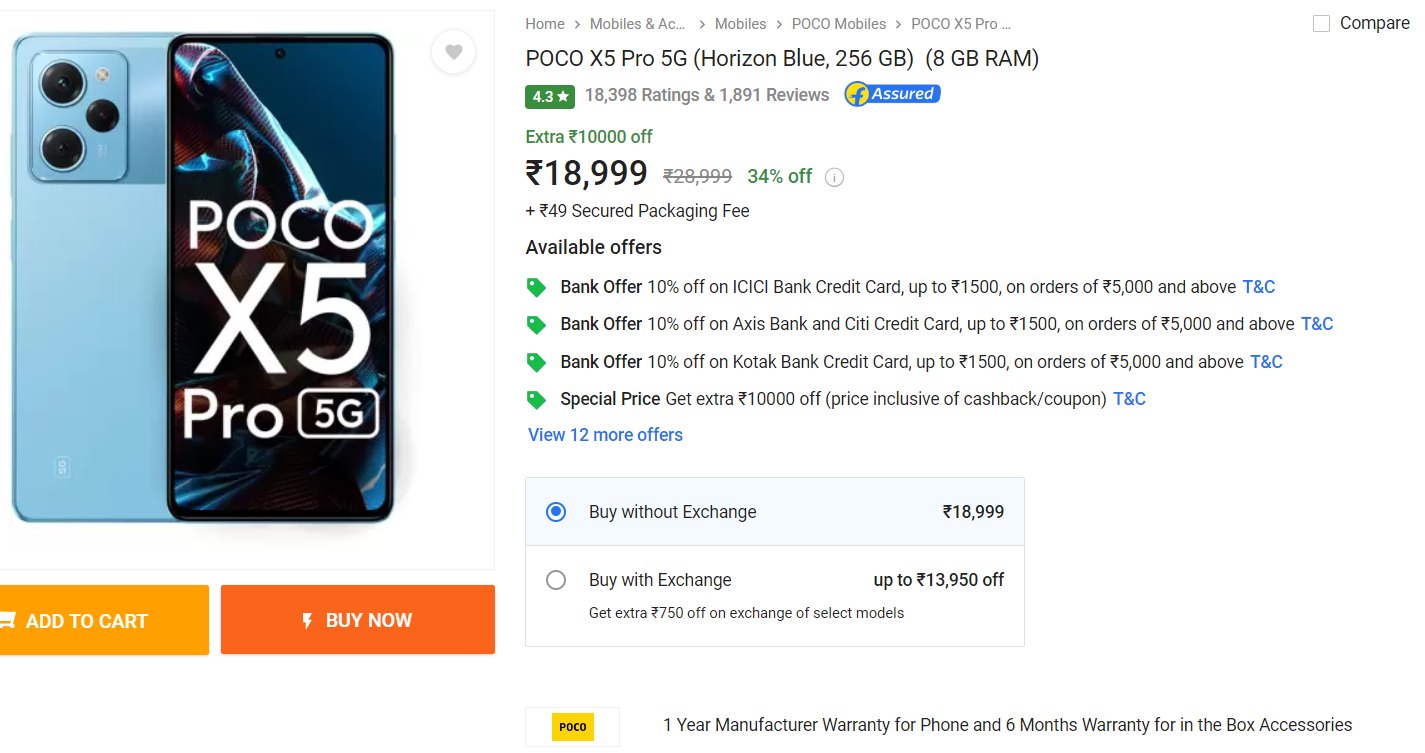 Home > Mobiles & Ac... > Mobiles > POCO Mobiles > POCO X5 Pro ...
Compare
POCO X5 Pro 5G (Horizon Blue, 256 GB) (8 GB RAM)
4.3★ 18,398 Ratings & 1,891 Reviews f Assured
Extra ₹10000 off
₹18,999 ₹28,999 34% off i
+ ₹49 Secured Packaging Fee
Available offers
Bank Offer 10% off on ICICI Bank Credit Card, up to ₹1500, on orders of ₹5,000 and above T&C
Bank Offer 10% off on Axis Bank and Citi Credit Card, up to ₹1500, on orders of ₹5,000 and above T&C
Bank Offer 10% off on Kotak Bank Credit Card, up to ₹1500, on orders of ₹5,000 and above T&C
Special Price Get extra ₹10000 off (price inclusive of cashback/coupon) T&C
View 12 more offers
Buy without Exchange ₹18,999
Buy with Exchange up to ₹13,950 off
Get extra ₹750 off on exchange of select models
POCO
1 Year Manufacturer Warranty for Phone and 6 Months Warranty for in the Box Accessories
POCO
X5
Pro 5G
5G
ADD TO CART
BUY NOW